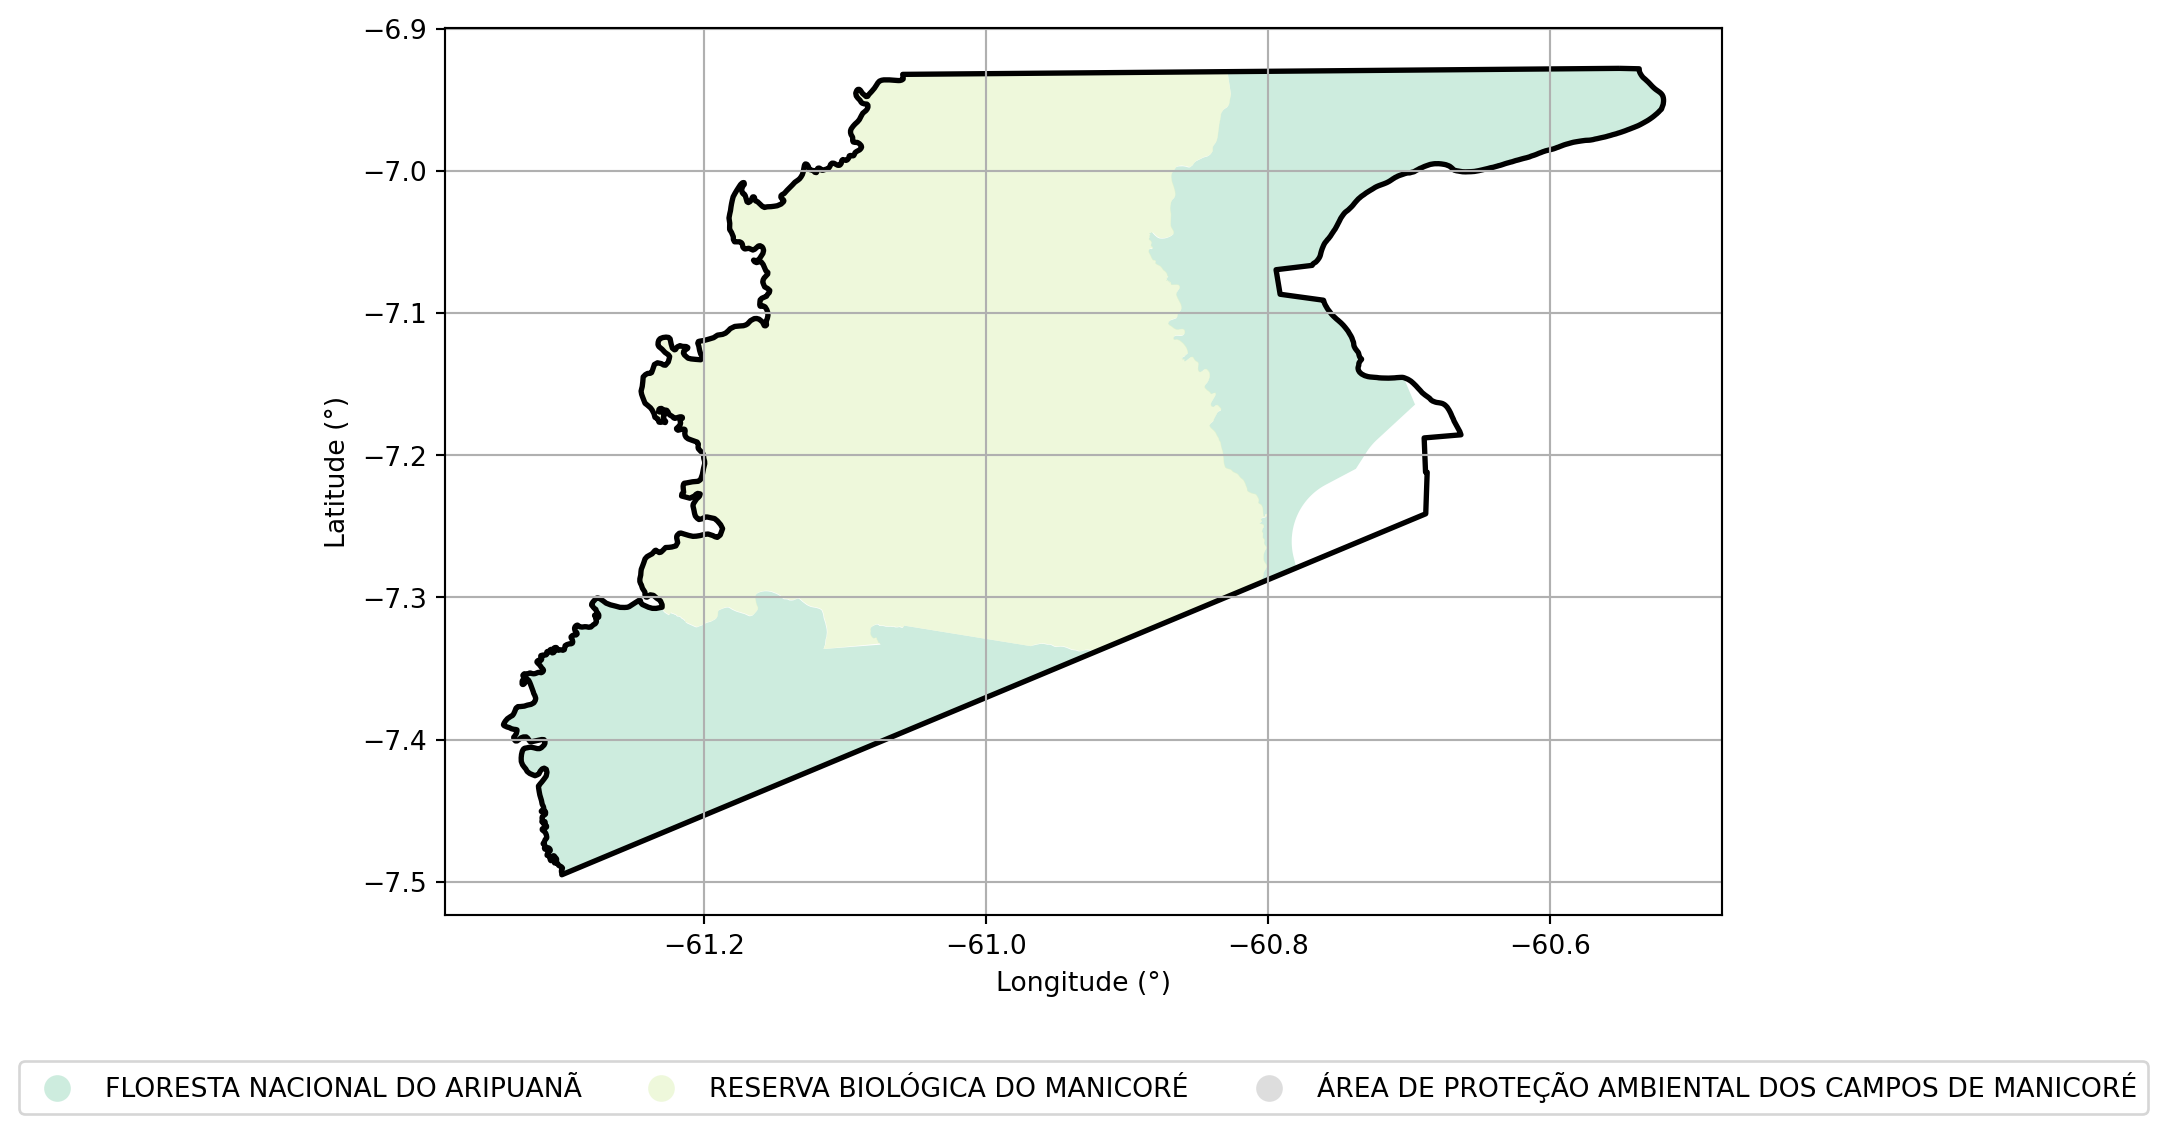 −6.9
−7.0
−7.1
−7.2
−7.3
−7.4
−7.5
Latitude (°)
−61.2 −61.0 −60.8 −60.6
Longitude (°)
FLORESTA NACIONAL DO ARIPUANÃ RESERVA BIOLÓGICA DO MANICORÉ ÁREA DE PROTEÇÃO AMBIENTAL DOS CAMPOS DE MANICORÉ